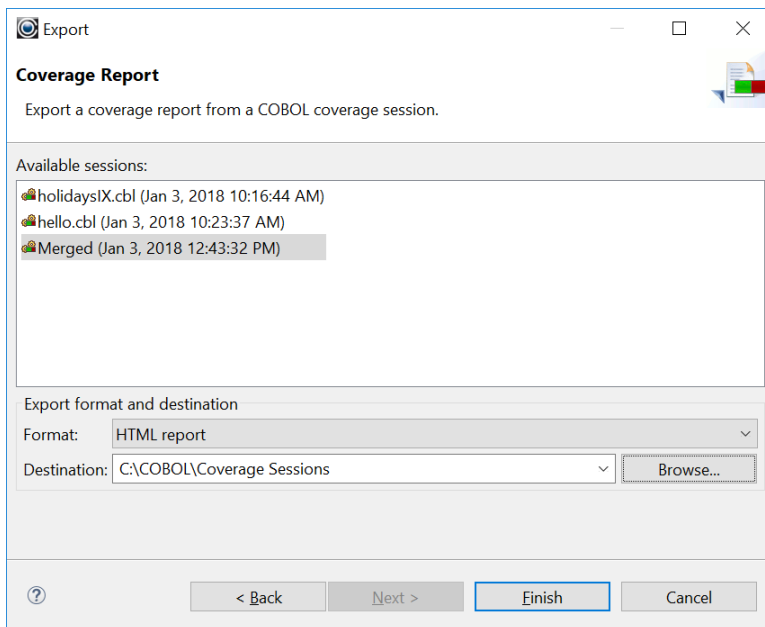 Export
Coverage Report
Export a coverage report from a COBOL coverage session.
Available sessions:
holidaysIX.cbl (Jan 3, 2018 10:16:44 AM)
hello.cbl (Jan 3, 2018 10:23:37 AM)
Merged (Jan 3, 2018 12:43:32 PM)
Export format and destination
Format: HTML report
Destination: C:\COBOL\Coverage Sessions Browse...
? < Back Next > Finish Cancel